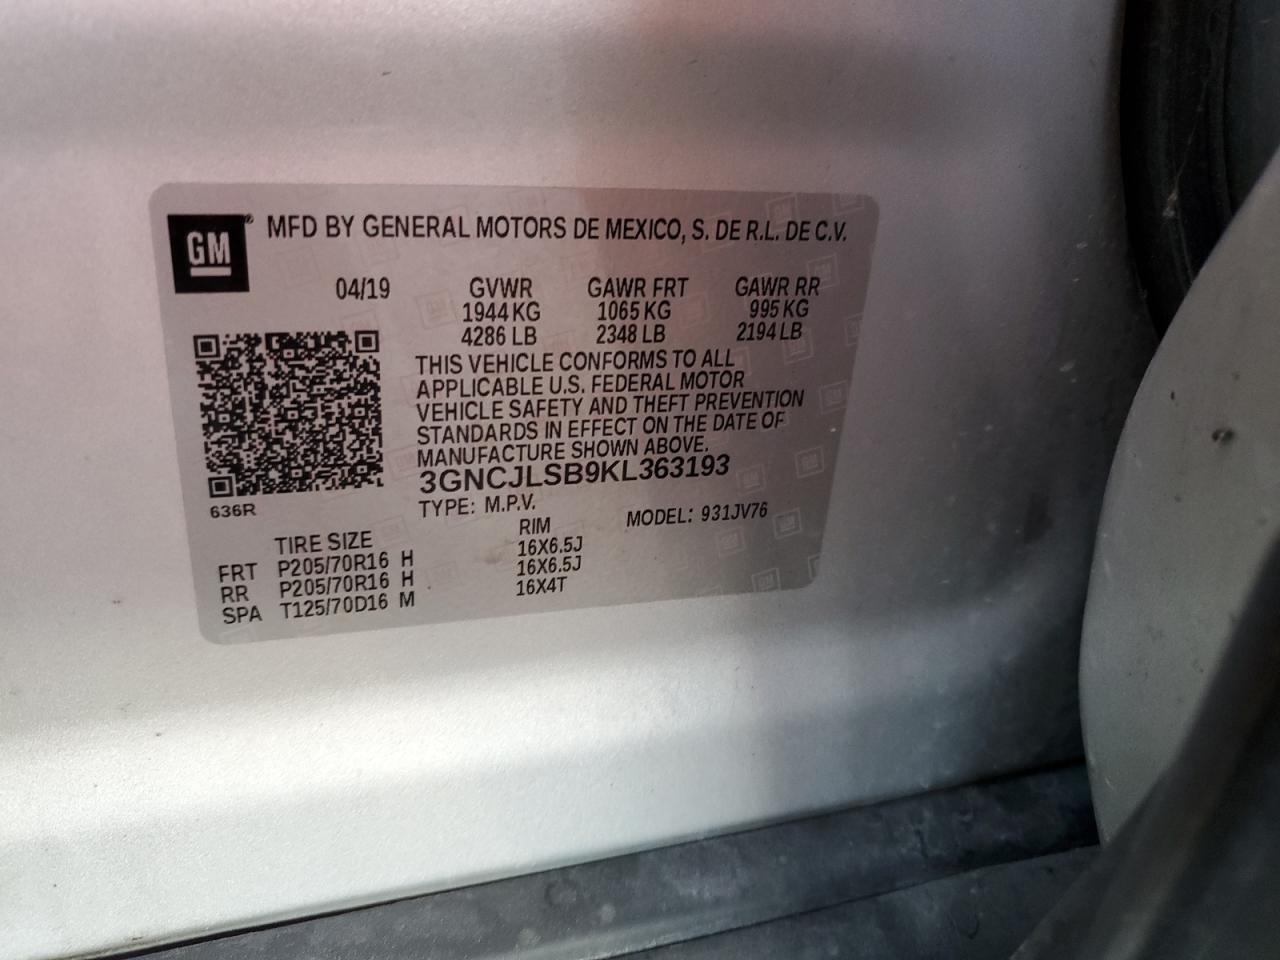 GM ® MFD BY GENERAL MOTORS DE MEXICO, S. DE R.L. DE C.V.
04/19 GVWR GAWR FRT GAWR RR
1944 KG 1065 KG 995 KG
4286 LB 2348 LB 2194 LB
THIS VEHICLE CONFORMS TO ALL
APPLICABLE U.S. FEDERAL MOTOR
VEHICLE SAFETY AND THEFT PREVENTION
STANDARDS IN EFFECT ON THE DATE OF
MANUFACTURE SHOWN ABOVE.
3GNCJLSB9KL363193
636R TYPE: M.P.V. MODEL: 931JV76
TIRE SIZE RIM
FRT P205/70R16 H 16X6.5J
RR P205/70R16 H 16X6.5J
SPA T125/70D16 M 16X4T